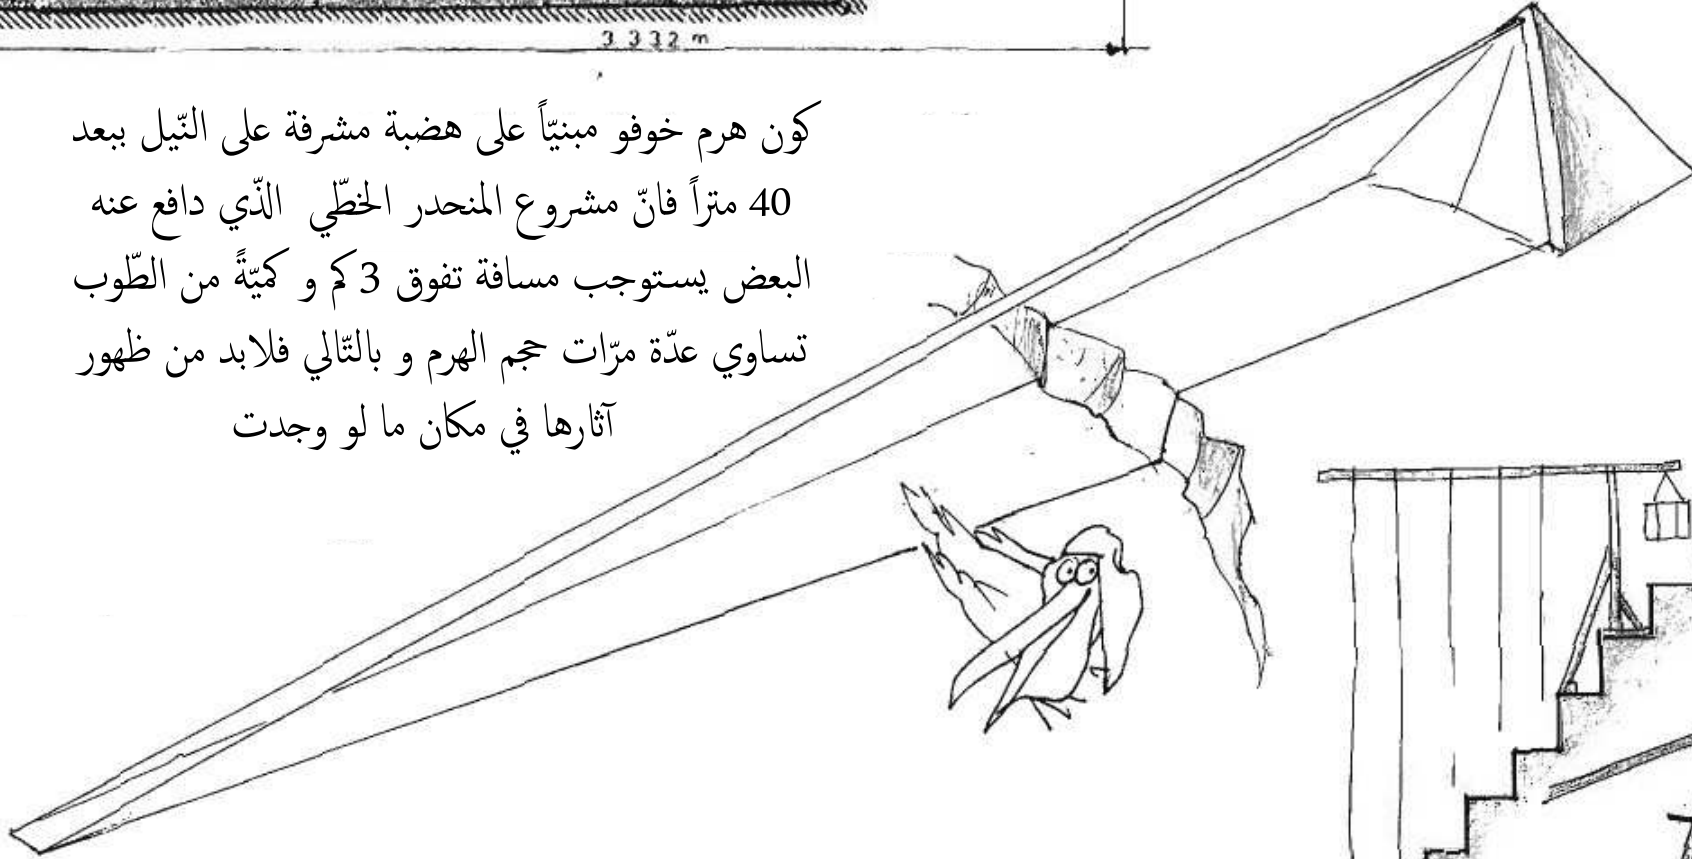 3 332 m
كون هرم خوفو مبنيّاً على هضبة مشرفة على النّيل ببعد
40 متراً فانّ مشروع المنحدر الخطّي الذّي دافع عنه
البعض يستوجب مسافة تفوق 3 كم و كميّةً من الطّوب
تساوي عدّة مرّات حجم الهرم و بالتّالي فلابد من ظهور
آثارها في مكان ما لو وجدت